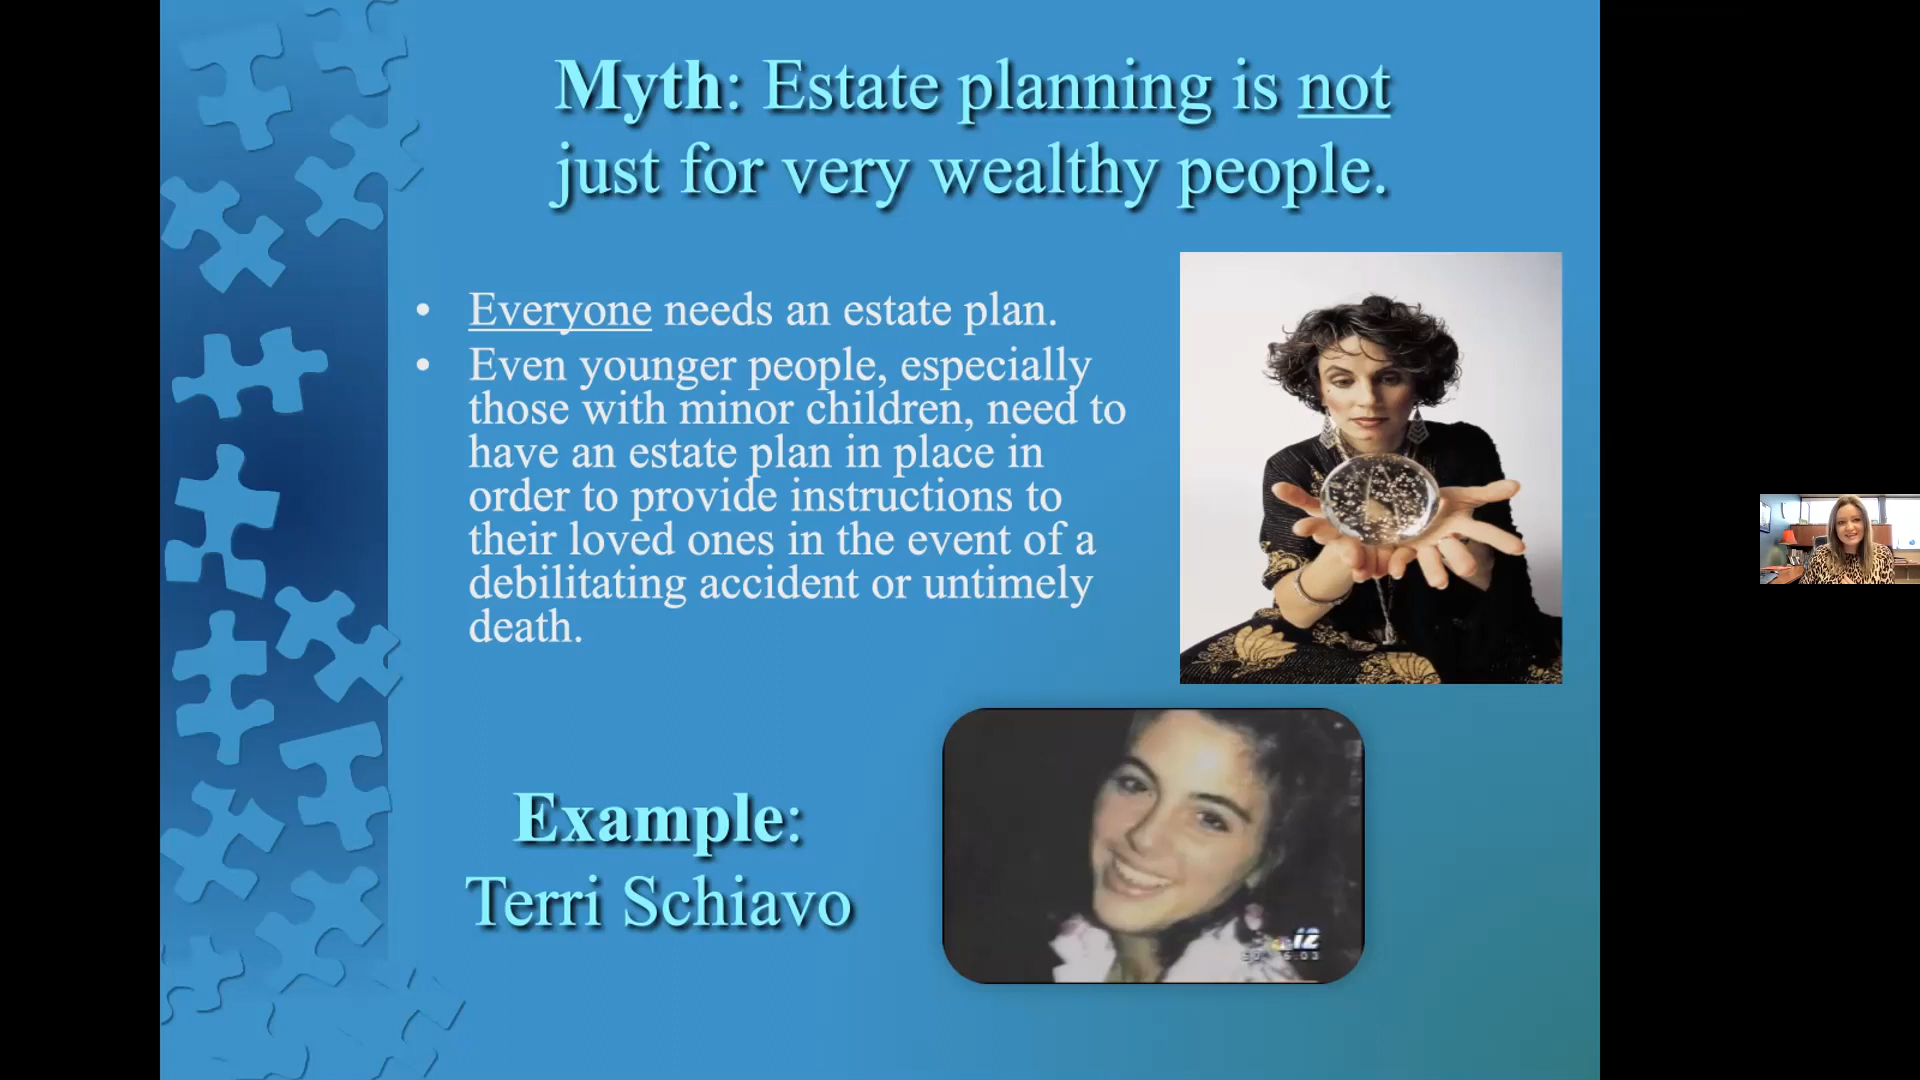 Myth: Estate planning is not
just for very wealthy people.
• Everyone needs an estate plan.
• Even younger people, especially
those with minor children, need to
have an estate plan in place in
order to provide instructions to
their loved ones in the event of a
debilitating accident or untimely
death.
Example:
Terri Schiavo
12